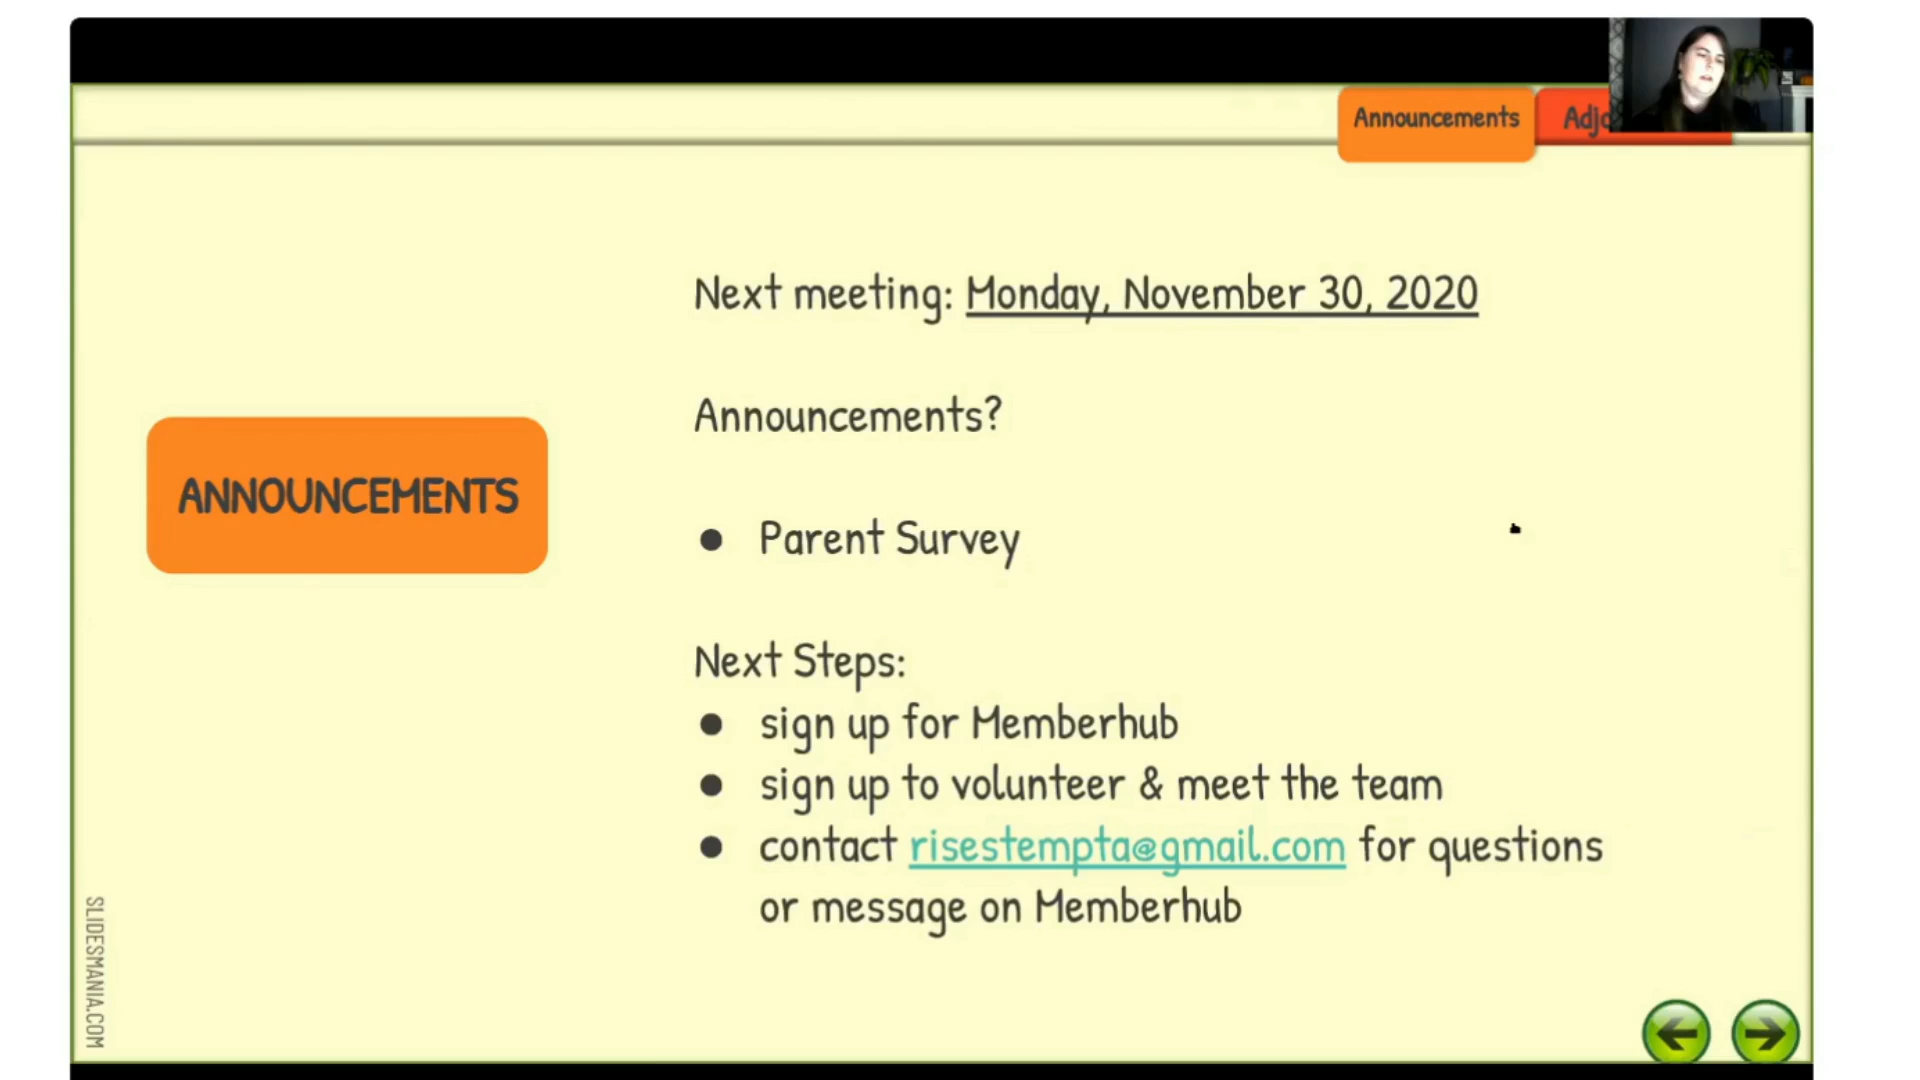 Announcements
Next meeting: Monday, November 30, 2020
Announcements?
ANNOUNCEMENTS
● Parent Survey
Next Steps:
● sign up for Memberhub
● sign up to volunteer & meet the team
● contact risestempta@gmail.com for questions
or message on Memberhub
SLIDESMANIA.COM